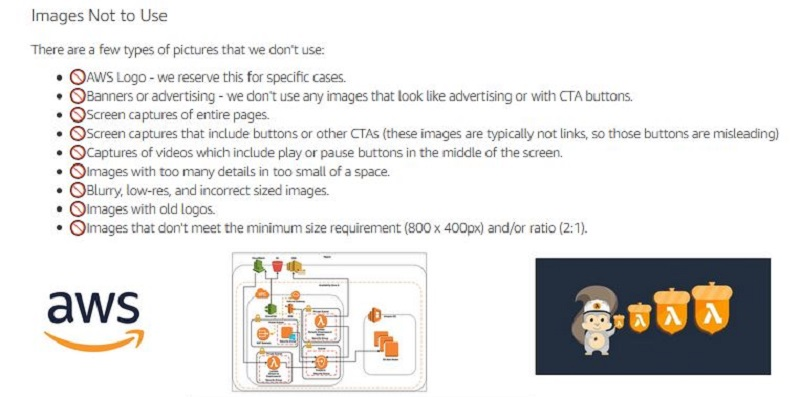 Images Not to Use
There are a few types of pictures that we don't use:
AWS Logo - we reserve this for specific cases.
Banners or advertising - we don't use any images that look like advertising or with CTA buttons.
Screen captures of entire pages.
Screen captures that include buttons or other CTAs (these images are typically not links, so those buttons are misleading)
Captures of videos which include play or pause buttons in the middle of the screen.
Images with too many details in too small of a space.
Blurry, low-res, and incorrect sized images.
Images with old logos.
Images that don't meet the minimum size requirement (800 x 400px) and/or ratio (2:1).
aws